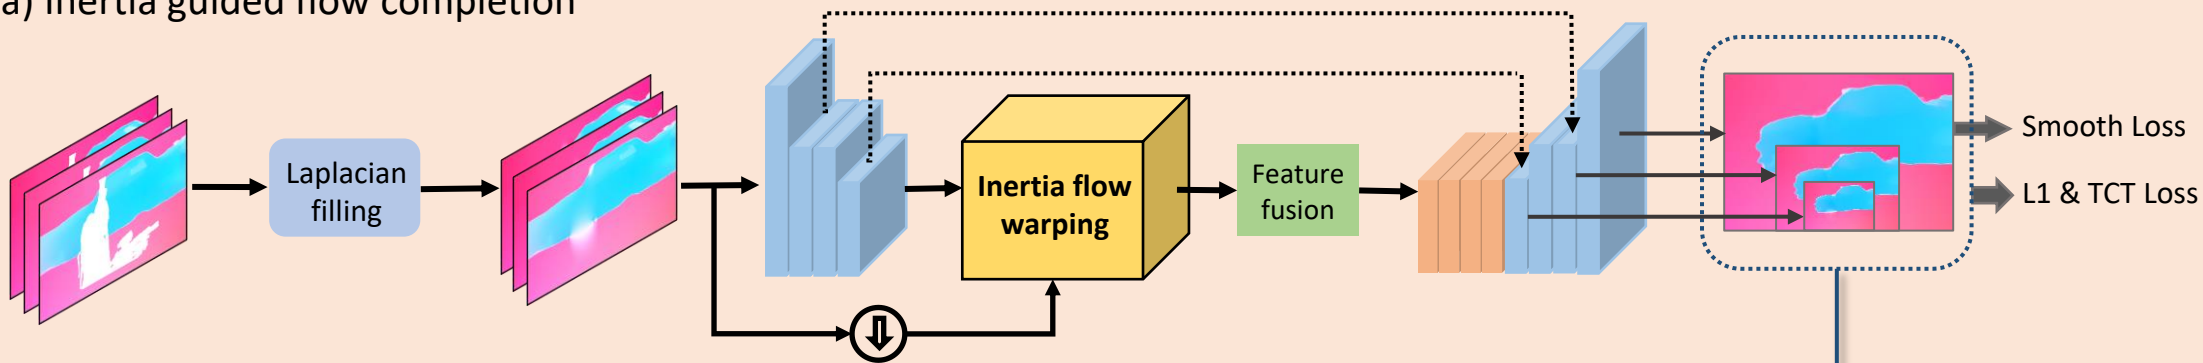 a) Inertia guided flow completion
Laplacian
filling
Inertia flow
warping
Feature
fusion
Smooth Loss
L1 & TCT Loss